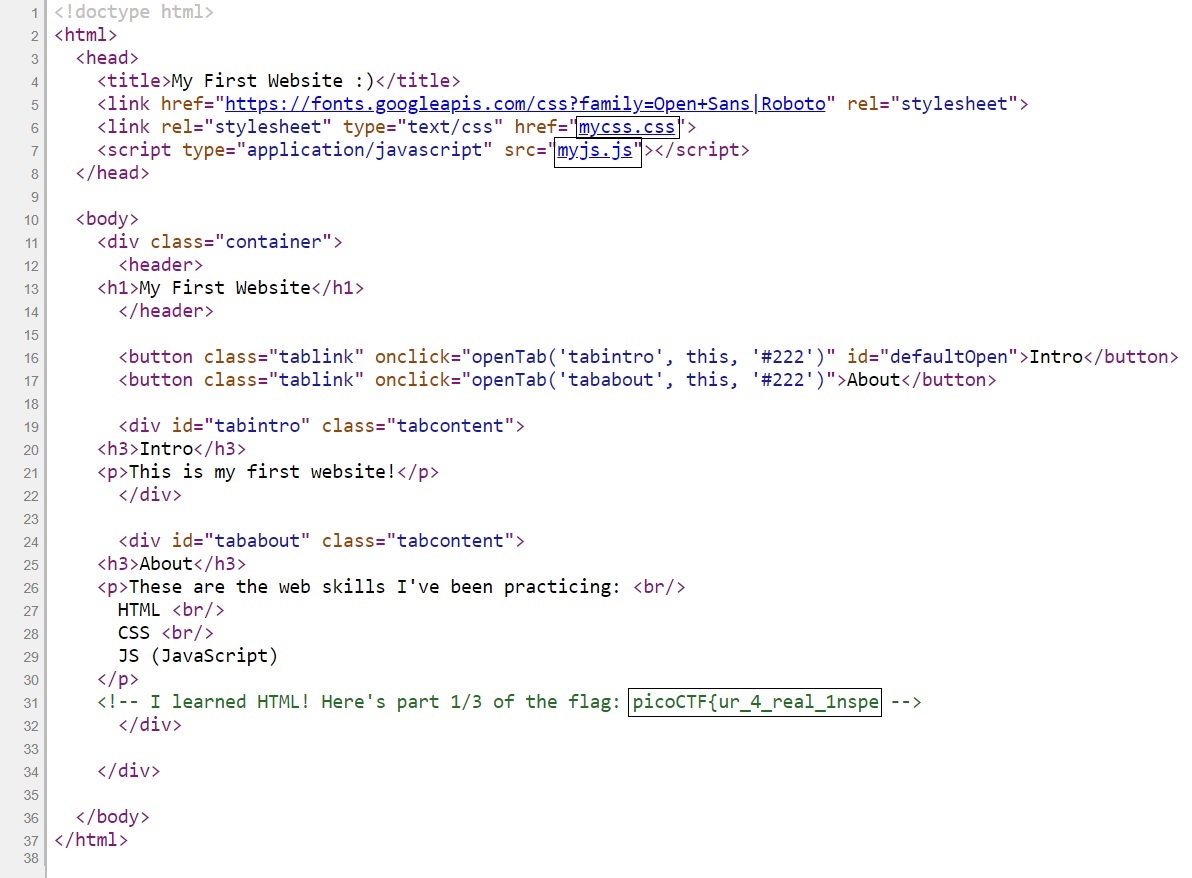 1 <!doctype html>
2 <html>
3 <head>
4 <title>My First Website :)</title>
5 <link href="https://fonts.googleapis.com/css?family=Open+Sans|Roboto" rel="stylesheet">
6 <link rel="stylesheet" type="text/css" href="mycss.css">
7 <script type="application/javascript" src="myjs.js"></script>
8 </head>
9
10 <body>
11 <div class="container">
12 <header>
13 <h1>My First Website</h1>
14 </header>
15
16 <button class="tablink" onclick="openTab('tabintro', this, '#222')" id="defaultOpen">Intro</button>
17 <button class="tablink" onclick="openTab('tababout', this, '#222')">About</button>
18
19 <div id="tabintro" class="tabcontent">
20 <h3>Intro</h3>
21 <p>This is my first website!</p>
22 </div>
23
24 <div id="tababout" class="tabcontent">
25 <h3>About</h3>
26 <p>These are the web skills I've been practicing: <br/>
27 HTML <br/>
28 CSS <br/>
29 JS (JavaScript)
30 </p>
31 <!-- I learned HTML! Here's part 1/3 of the flag: picoCTF{ur_4_real_1nspe -->
32 </div>
33
34 </div>
35
36 </body>
37 </html>
38